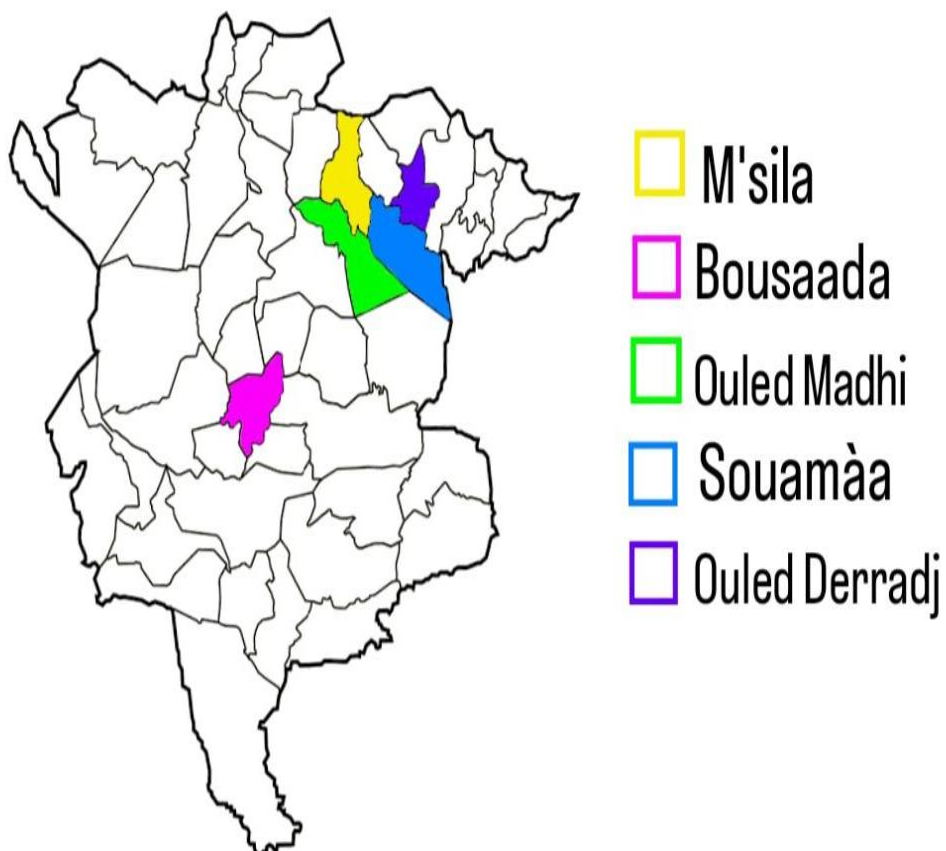 M'sila
Bousaada
Ouled Madhi
Souamàa
Ouled Derradj